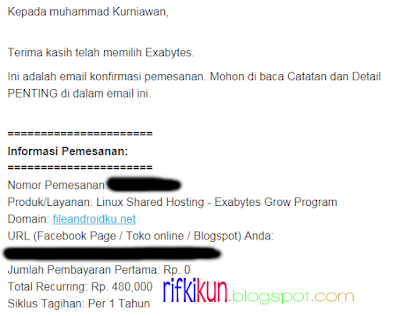 Kepada muhammad Kurniawan,
Terima kasih telah memilih Exabytes.
Ini adalah email konfirmasi pemesanan. Mohon di baca Catatan dan Detail
PENTING di dalam email ini.
======================
Informasi Pemesanan:
======================
Nomor Pemesanan:
Produk/Layanan: Linux Shared Hosting - Exabytes Grow Program
Domain: fileandroidku.net
URL (Facebook Page / Toko online / Blogspot) Anda:
Jumlah Pembayaran Pertama: Rp. 0
Total Recurring: Rp. 480,000
Siklus Tagihan: Per 1 Tahun
rifkikun.blogspot.com